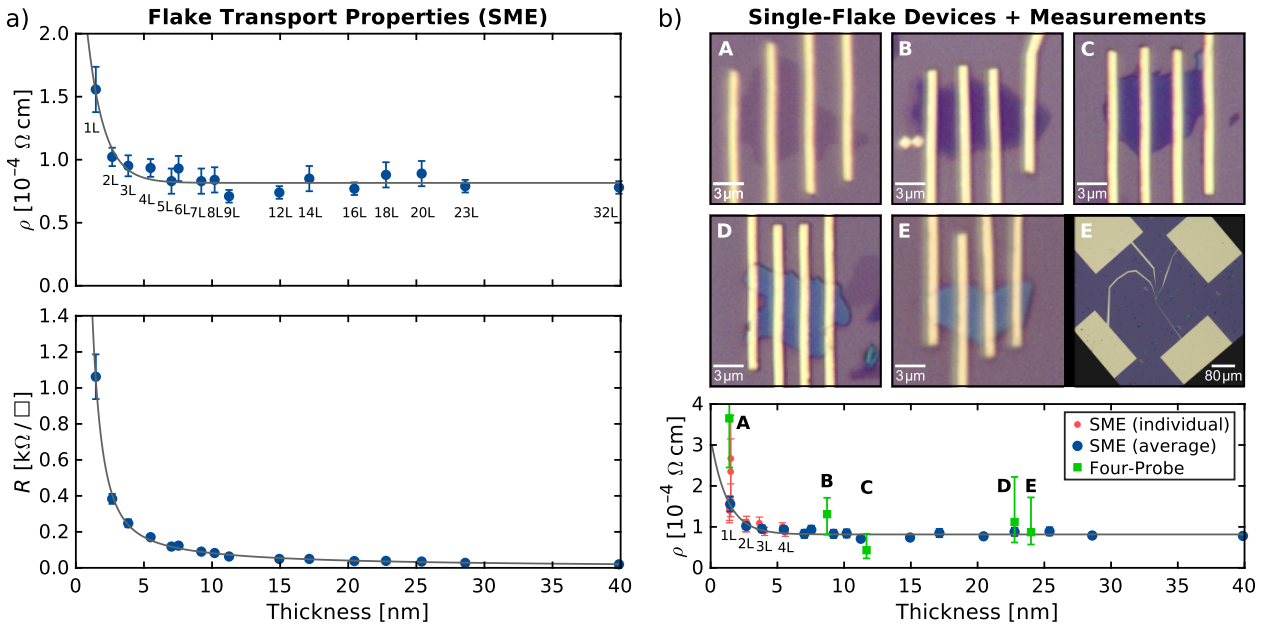 a)
Flake Transport Properties (SME)
2.0
1.5
1.0
0.5
0.0
ρ [10⁻⁴ Ω cm]
1L
2L
3L
4L
5L
6L
7L
8L
9L
12L
14L
16L
18L
20L
23L
32L
1.4
1.2
1.0
0.8
0.6
0.4
0.2
0.0
R [kΩ / □]
0
5
10
15
20
25
30
35
40
Thickness [nm]
b)
Single-Flake Devices + Measurements
A
3μm
B
3μm
C
3μm
D
3μm
E
3μm
E
80μm
4
3
2
1
0
ρ [10⁻⁴ Ω cm]
A
B
C
D
E
1L
2L
3L
4L
SME (individual)
SME (average)
Four-Probe
0
5
10
15
20
25
30
35
40
Thickness [nm]